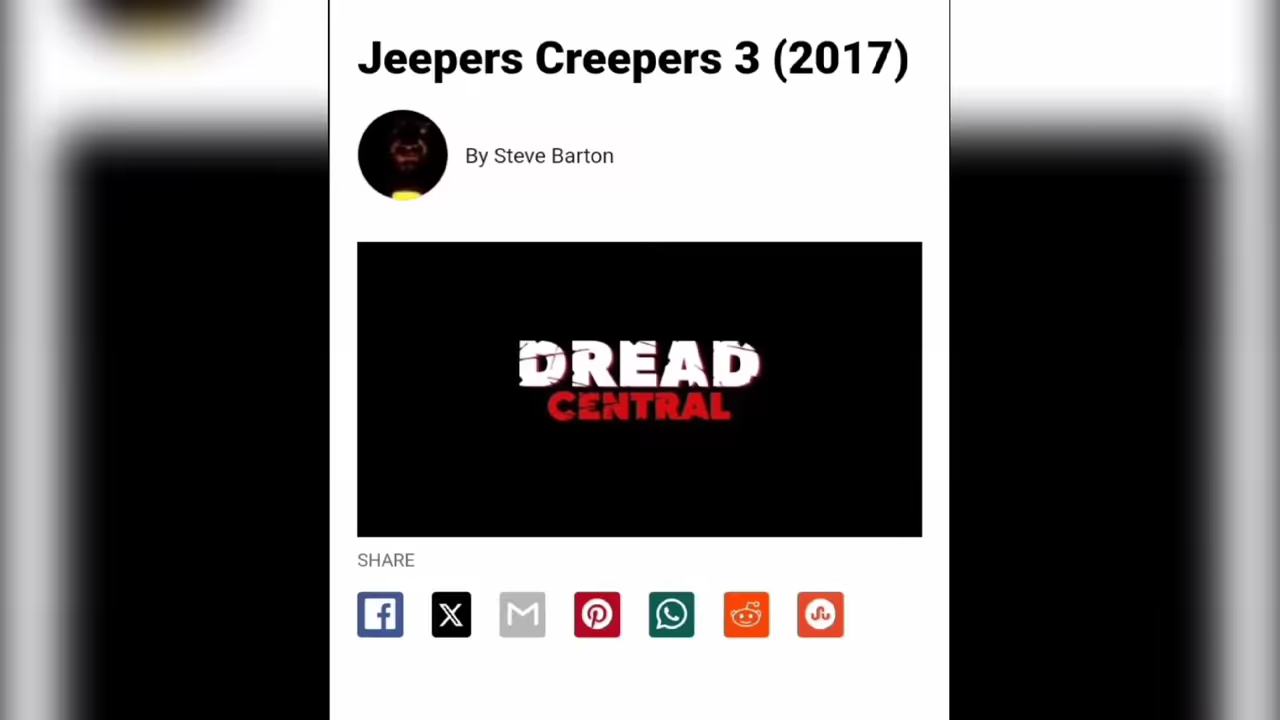 Jeepers Creepers 3 (2017)
By Steve Barton
DREAD
CENTRAL
SHARE